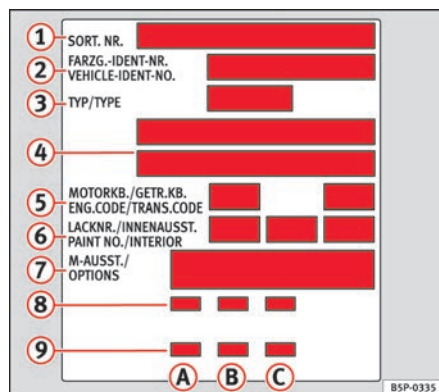 1 SORT. NR.
2 FARZG.-IDENT-NR.
VEHICLE-IDENT-NO.
3 TYP/TYPE
4
5 MOTORKB./GETR.KB.
ENG.CODE/TRANS.CODE
6 LACKNR./INNENAUSST.
PAINT NO./INTERIOR
7 M-AUSST./
OPTIONS
8
9
A B C
B5P-0335